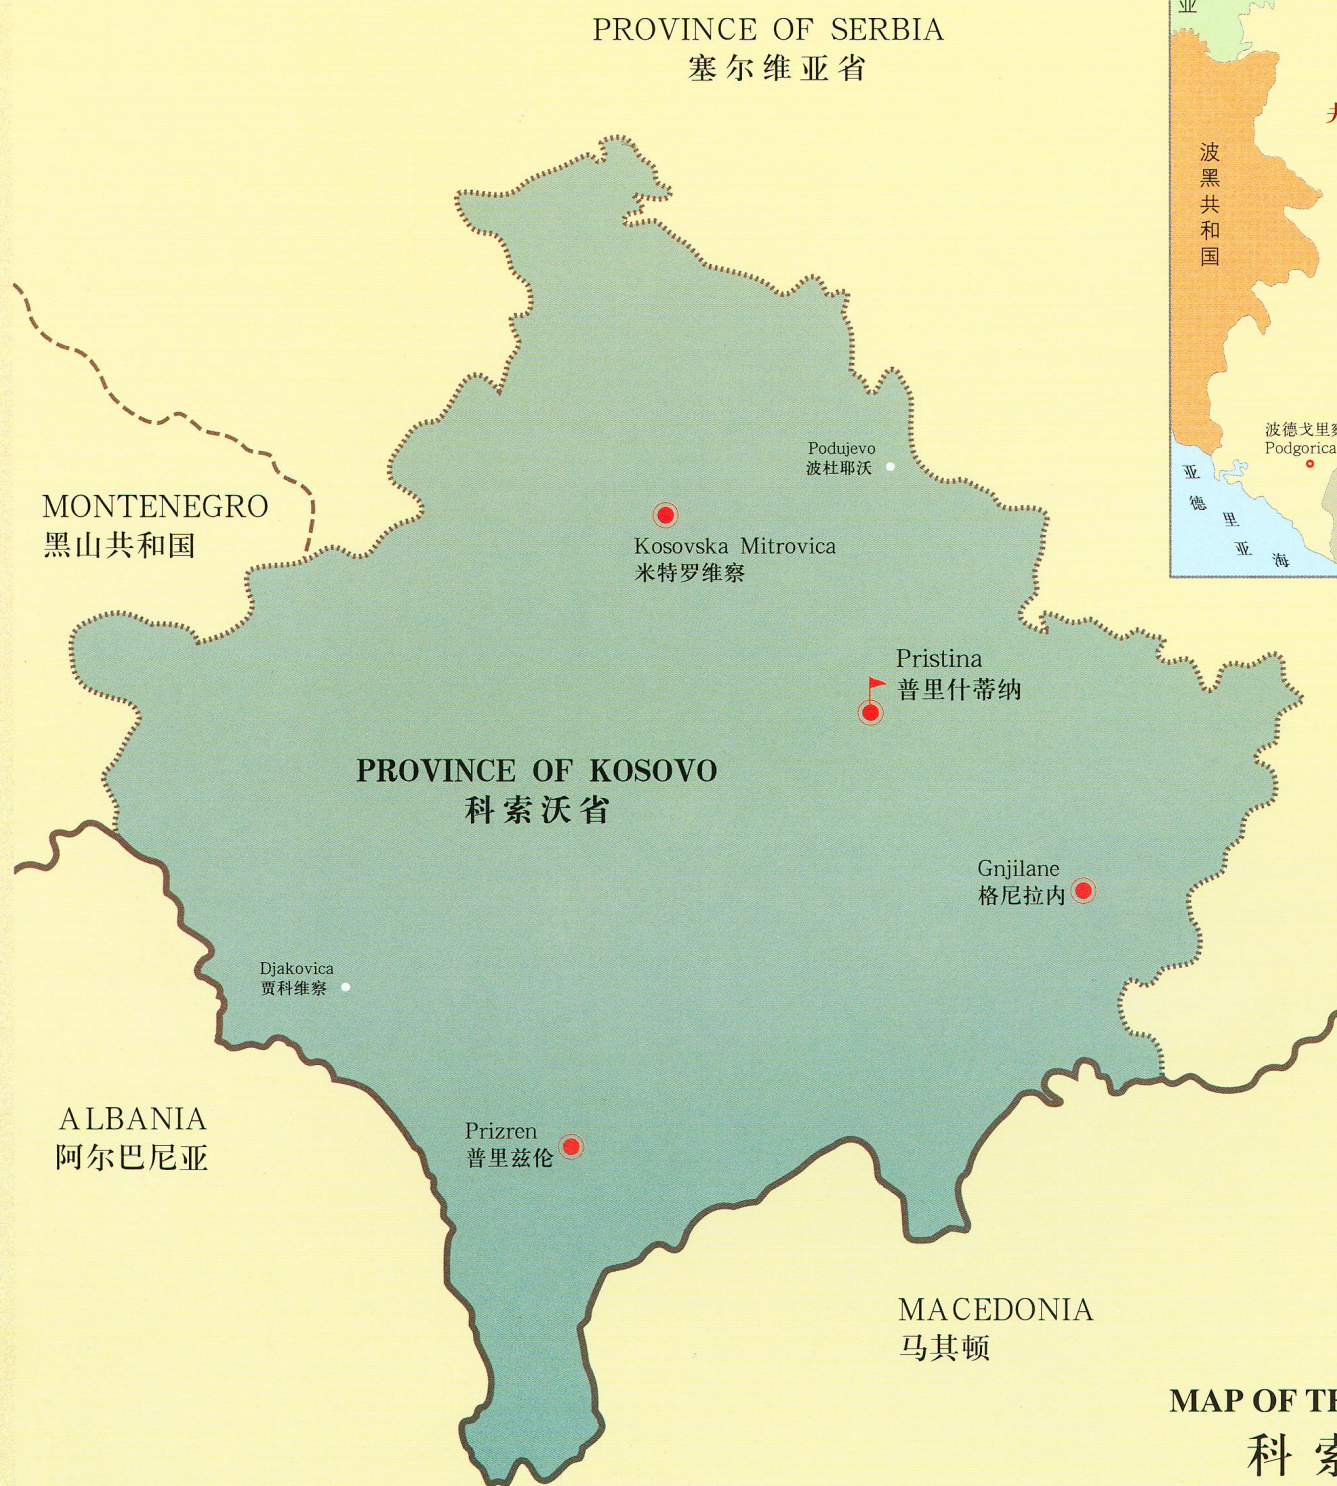 PROVINCE OF SERBIA
塞尔维亚省
亚
波黑共和国
Podujevo
波杜耶沃
波德戈里察
Podgorica
MONTENEGRO
黑山共和国
亚得里亚海
Kosovska Mitrovica
米特罗维察
Pristina
普里什蒂纳
PROVINCE OF KOSOVO
科索沃省
Gnjilane
格尼拉内
Djakovica
贾科维察
ALBANIA
阿尔巴尼亚
Prizren
普里兹伦
MACEDONIA
马其顿
MAP OF
科索